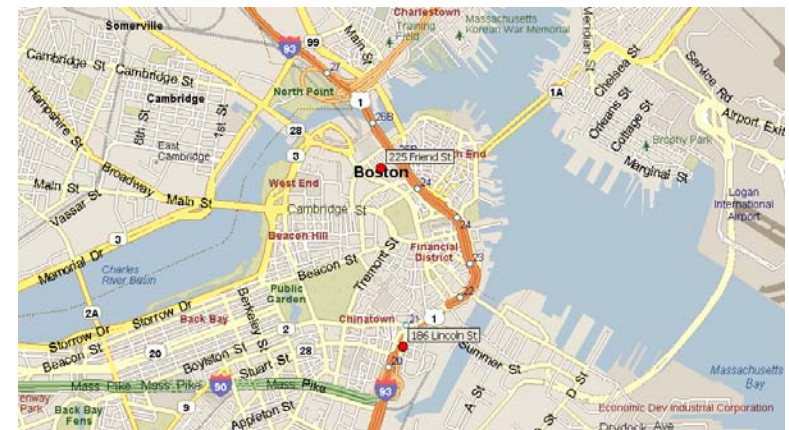 Charlestown
Somerville
Training
Field
Massachusetts
Korean War Memorial
Main St
93
99
Cambridge St
Cambridge St
27
North Point
1
26B
Meridian St
Chelsea St
Service Rd
1A
Airport Exit
Orleans St
Cottage St
Brophy Park
Marginal St
Hampshire St
Cambridge
6th St
1st St
East
Cambridge
28
3
225 Friend St
Boston
24
Main St
Broadway
Main St
Vassar St
West End
Cambridge St
Logan
International
Airport
3
Memorial Dr
Beacon Hill
Tremont St
24
Financial
District
23
Charles
River Basin
Beacon St
22
Public
Garden
2A
Storrow Dr
Storrow Dr
Back Bay
Berkeley St
2
Chinatown
21
1
186 Lincoln St
Beacon St
20
Boylston St
28
Stuart St
20
Summer St
Massachusetts
Bay
Mass Pike
Mass Pike
90
Mass Pike
93
A St
D St
enway
Park
Back Bay
Fens
9
Appleton St
Economic Dev Industrial Corporation
Drydock Ave